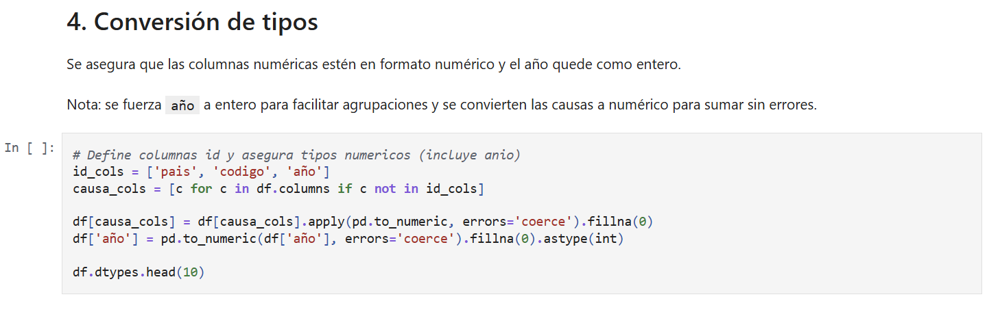 4. Conversión de tipos
Se asegura que las columnas numéricas estén en formato numérico y el año quede como entero.
Nota: se fuerza año a entero para facilitar agrupaciones y se convierten las causas a numérico para sumar sin errores.
In [ ]:
# Define columnas id y asegura tipos numericos (incluye anio)
id_cols = ['pais', 'codigo', 'año']
causa_cols = [c for c in df.columns if c not in id_cols]
df[causa_cols] = df[causa_cols].apply(pd.to_numeric, errors='coerce').fillna(0)
df['año'] = pd.to_numeric(df['año'], errors='coerce').fillna(0).astype(int)
df.dtypes.head(10)